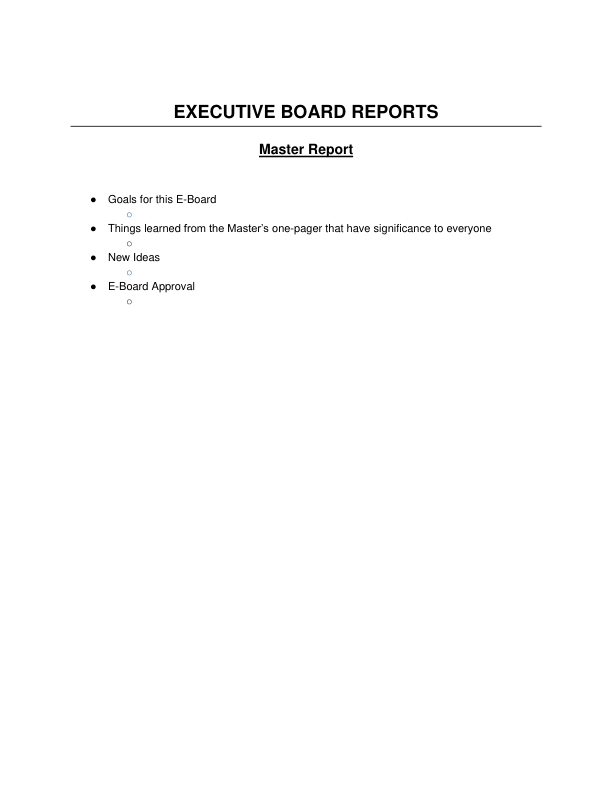 EXECUTIVE BOARD REPORTS
Master Report
● Goals for this E-Board
○
● Things learned from the Master's one-pager that have significance to everyone
○
● New Ideas
○
● E-Board Approval
○